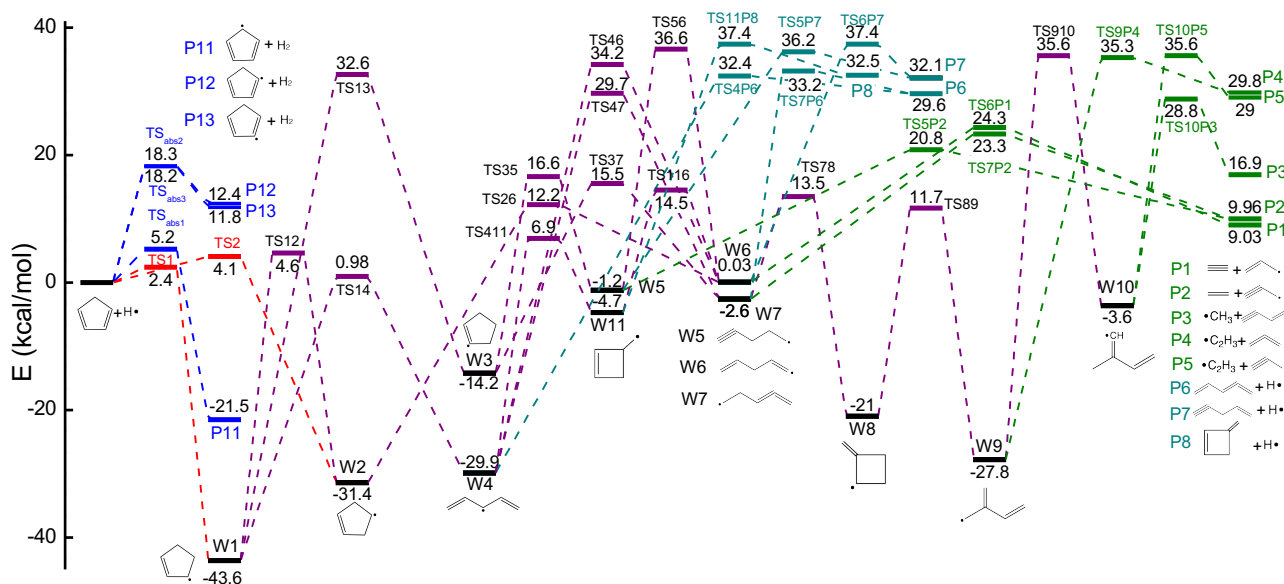 40
20
0
-20
-40
E (kcal/mol)
P11 + H₂
P12 + H₂
P13 + H₂
TSabs2
18.3
18.2
TSabs3
TSabs1
5.2
TS1
2.4
+H•
12.4
P12
P13
11.8
TS2
4.1
-21.5
P11
W1
-43.6
TS12
4.6
32.6
TS13
0.98
TS14
W2
-31.4
W3
-14.2
-29.9
W4
TS35
16.6
TS26
12.2
TS411
6.9
TS46
34.2
29.7
TS47
TS37
15.5
-1.2
W5
-4.7
W11
TS56
36.6
TS116
14.5
TS11P8
37.4
32.4
TS4P6
W6
0.03
-2.6
W7
W5
W6
W7
TS5P7
36.2
-33.2
TS7P6
TS78
13.5
TS6P7
37.4
32.5
P8
-21
W8
32.1
P7
P6
29.6
TS5P2
20.8
11.7
TS89
TS6P1
24.3
23.3
TS7P2
W9
-27.8
TS910
35.6
TS9P4
35.3
W10
-3.6
•CH
TS10P5
35.6
28.8
TS10P3
29.8
P4
P5
29
16.9
P3
9.96
P2
P1
9.03
P1 +
P2 +
P3 •CH₃+
P4 •C₂H₅+
P5 •C₂H₃+
P6 + H•
P7 + H•
P8 +H•